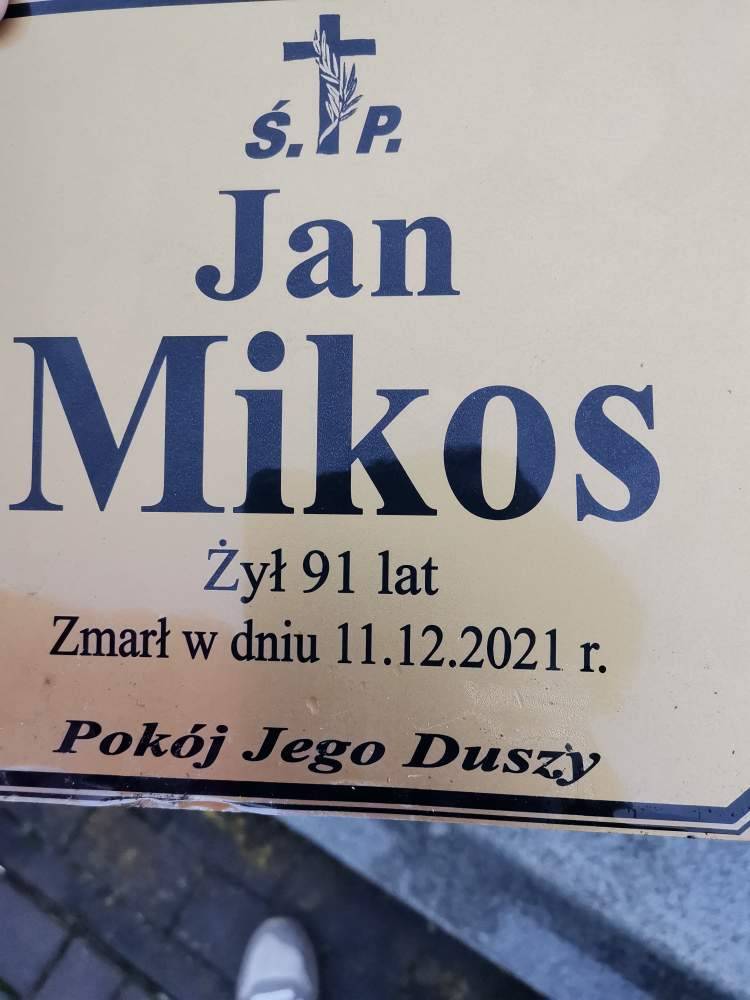 Ś. P.
Jan
Mikos
Żył 91 lat
Zmarł w dniu 11.12.2021 r.
Pokój Jego Duszy